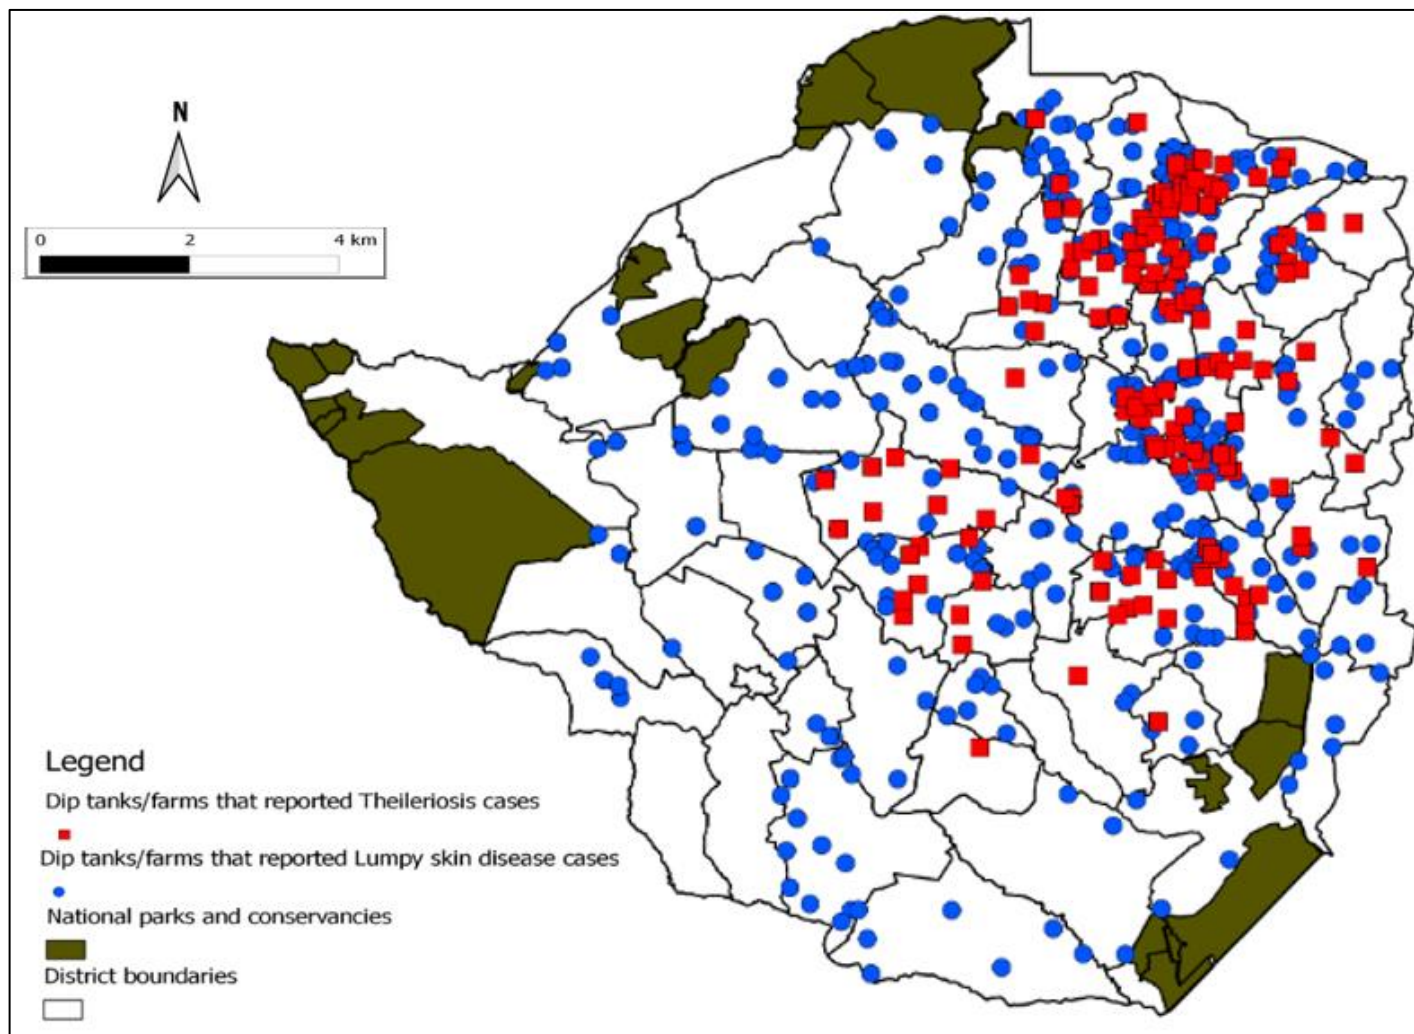 N
0 2 4 km
Legend
Dip tanks/farms that reported Theileriosis cases
Dip tanks/farms that reported Lumpy skin disease cases
National parks and conservancies
District boundaries